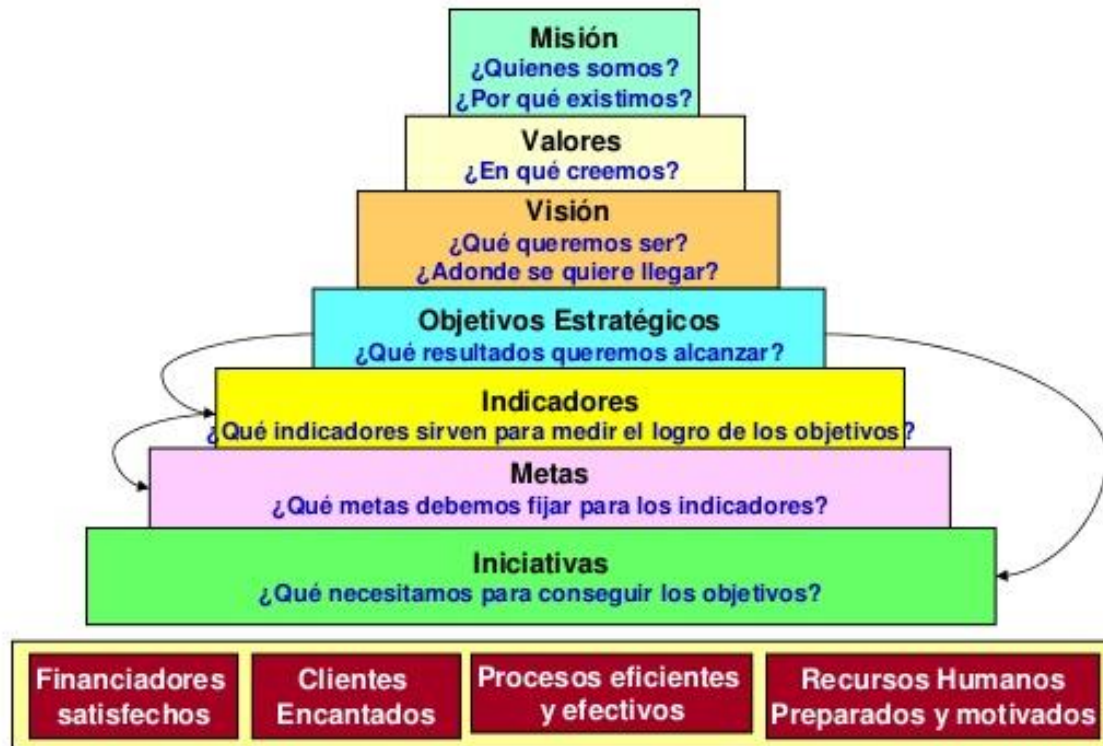 Misión
¿Quienes somos?
¿Por qué existimos?
Valores
¿En qué creemos?
Visión
¿Qué queremos ser?
¿Adonde se quiere llegar?
Objetivos Estratégicos
¿Qué resultados queremos alcanzar?
Indicadores
¿Qué indicadores sirven para medir el logro de los objetivos?
Metas
¿Qué metas debemos fijar para los indicadores?
Iniciativas
¿Qué necesitamos para conseguir los objetivos?
Financiadores
satisfechos
Clientes
Encantados
Procesos eficientes
y efectivos
Recursos Humanos
Preparados y motivados